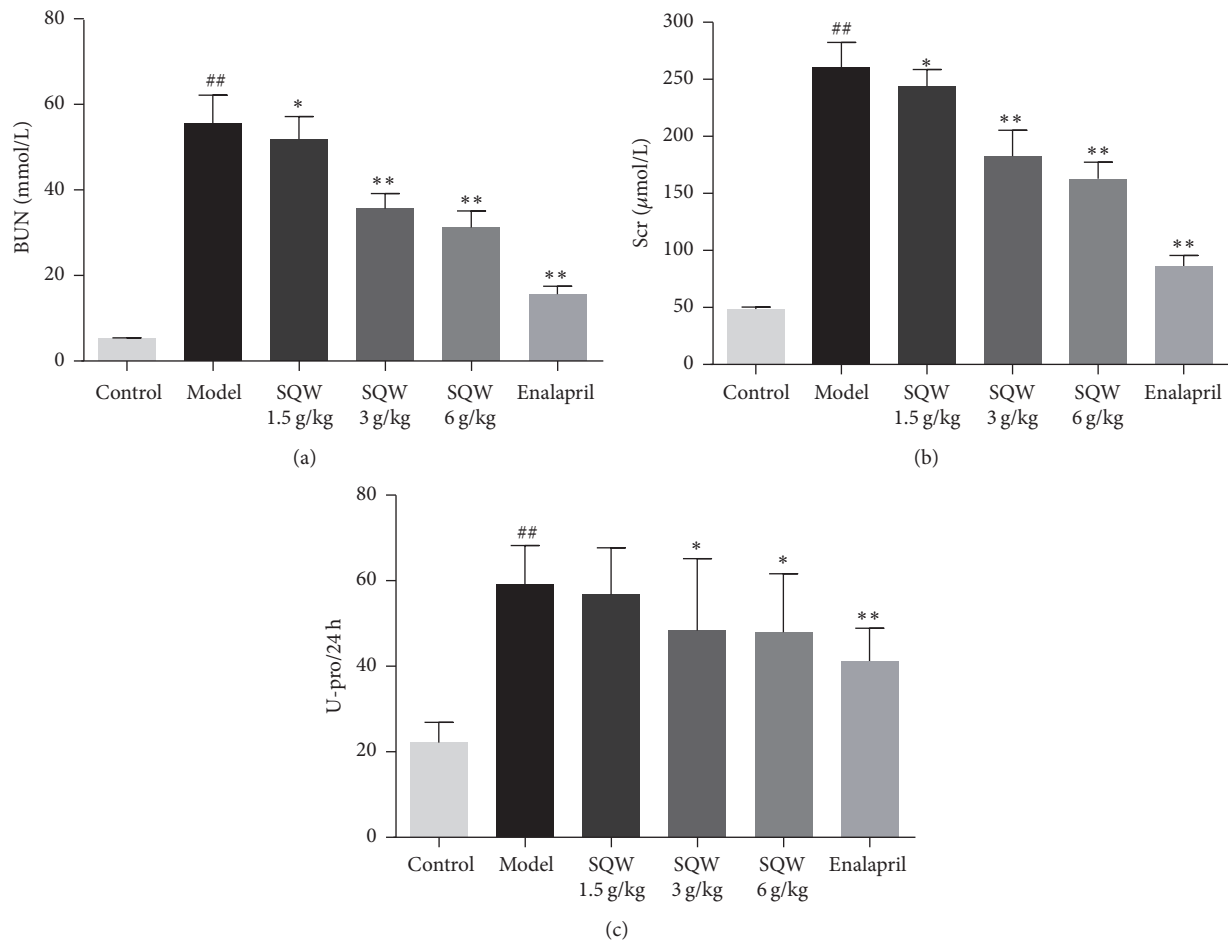 80
60
40
20
0
BUN (mmol/L)
##
*
**
**
**
Control
Model
SQW
1.5 g/kg
SQW
3 g/kg
SQW
6 g/kg
Enalapril
(a)
300
250
200
150
100
50
0
Scr (μmol/L)
##
*
**
**
**
Control
Model
SQW
1.5 g/kg
SQW
3 g/kg
SQW
6 g/kg
Enalapril
(b)
80
60
40
20
0
U-pro/24 h
##
*
*
**
Control
Model
SQW
1.5 g/kg
SQW
3 g/kg
SQW
6 g/kg
Enalapril
(c)